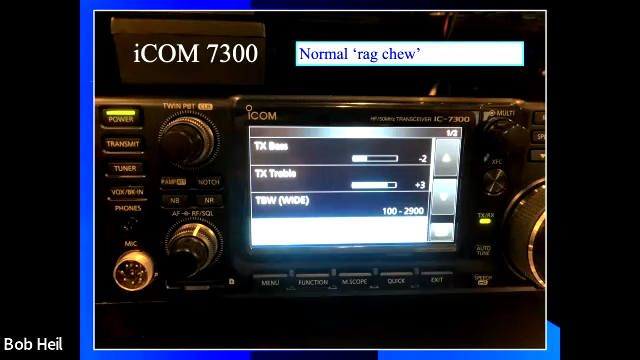 iCOM 7300
Normal ‘rag chew’
TWIN PBT CLR
ICOM
HF/50MHz TRANSCEIVER IC-7300
MULTI
POWER
TRANSMIT
TUNER
VOX/BK-IN
PHONES
MIC
P.AMP ATT
NOTCH
NB
NR
AF RF/SQL
1/2
TX Bass
-2
TX Treble
+3
TBW (WIDE)
100 - 2900
XFC
TX/RX
AUTO TUNE
SPEECH
MENU
FUNCTION
M.SCOPE
QUICK
EXIT
Bob Heil